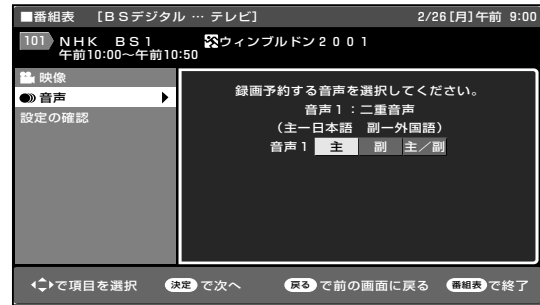 ■番組表 [BSデジタル … テレビ] 2/26[月]午前 9:00
101 NHK BS1 ウィンブルドン2001
午前10:00〜午前10:50
映像
音声
設定の確認
録画予約する音声を選択してください。
音声1:二重音声
(主ー日本語 副ー外国語)
音声1 主 副 主/副
で項目を選択 決定 で次へ 戻る で前の画面に戻る 番組表 で終了